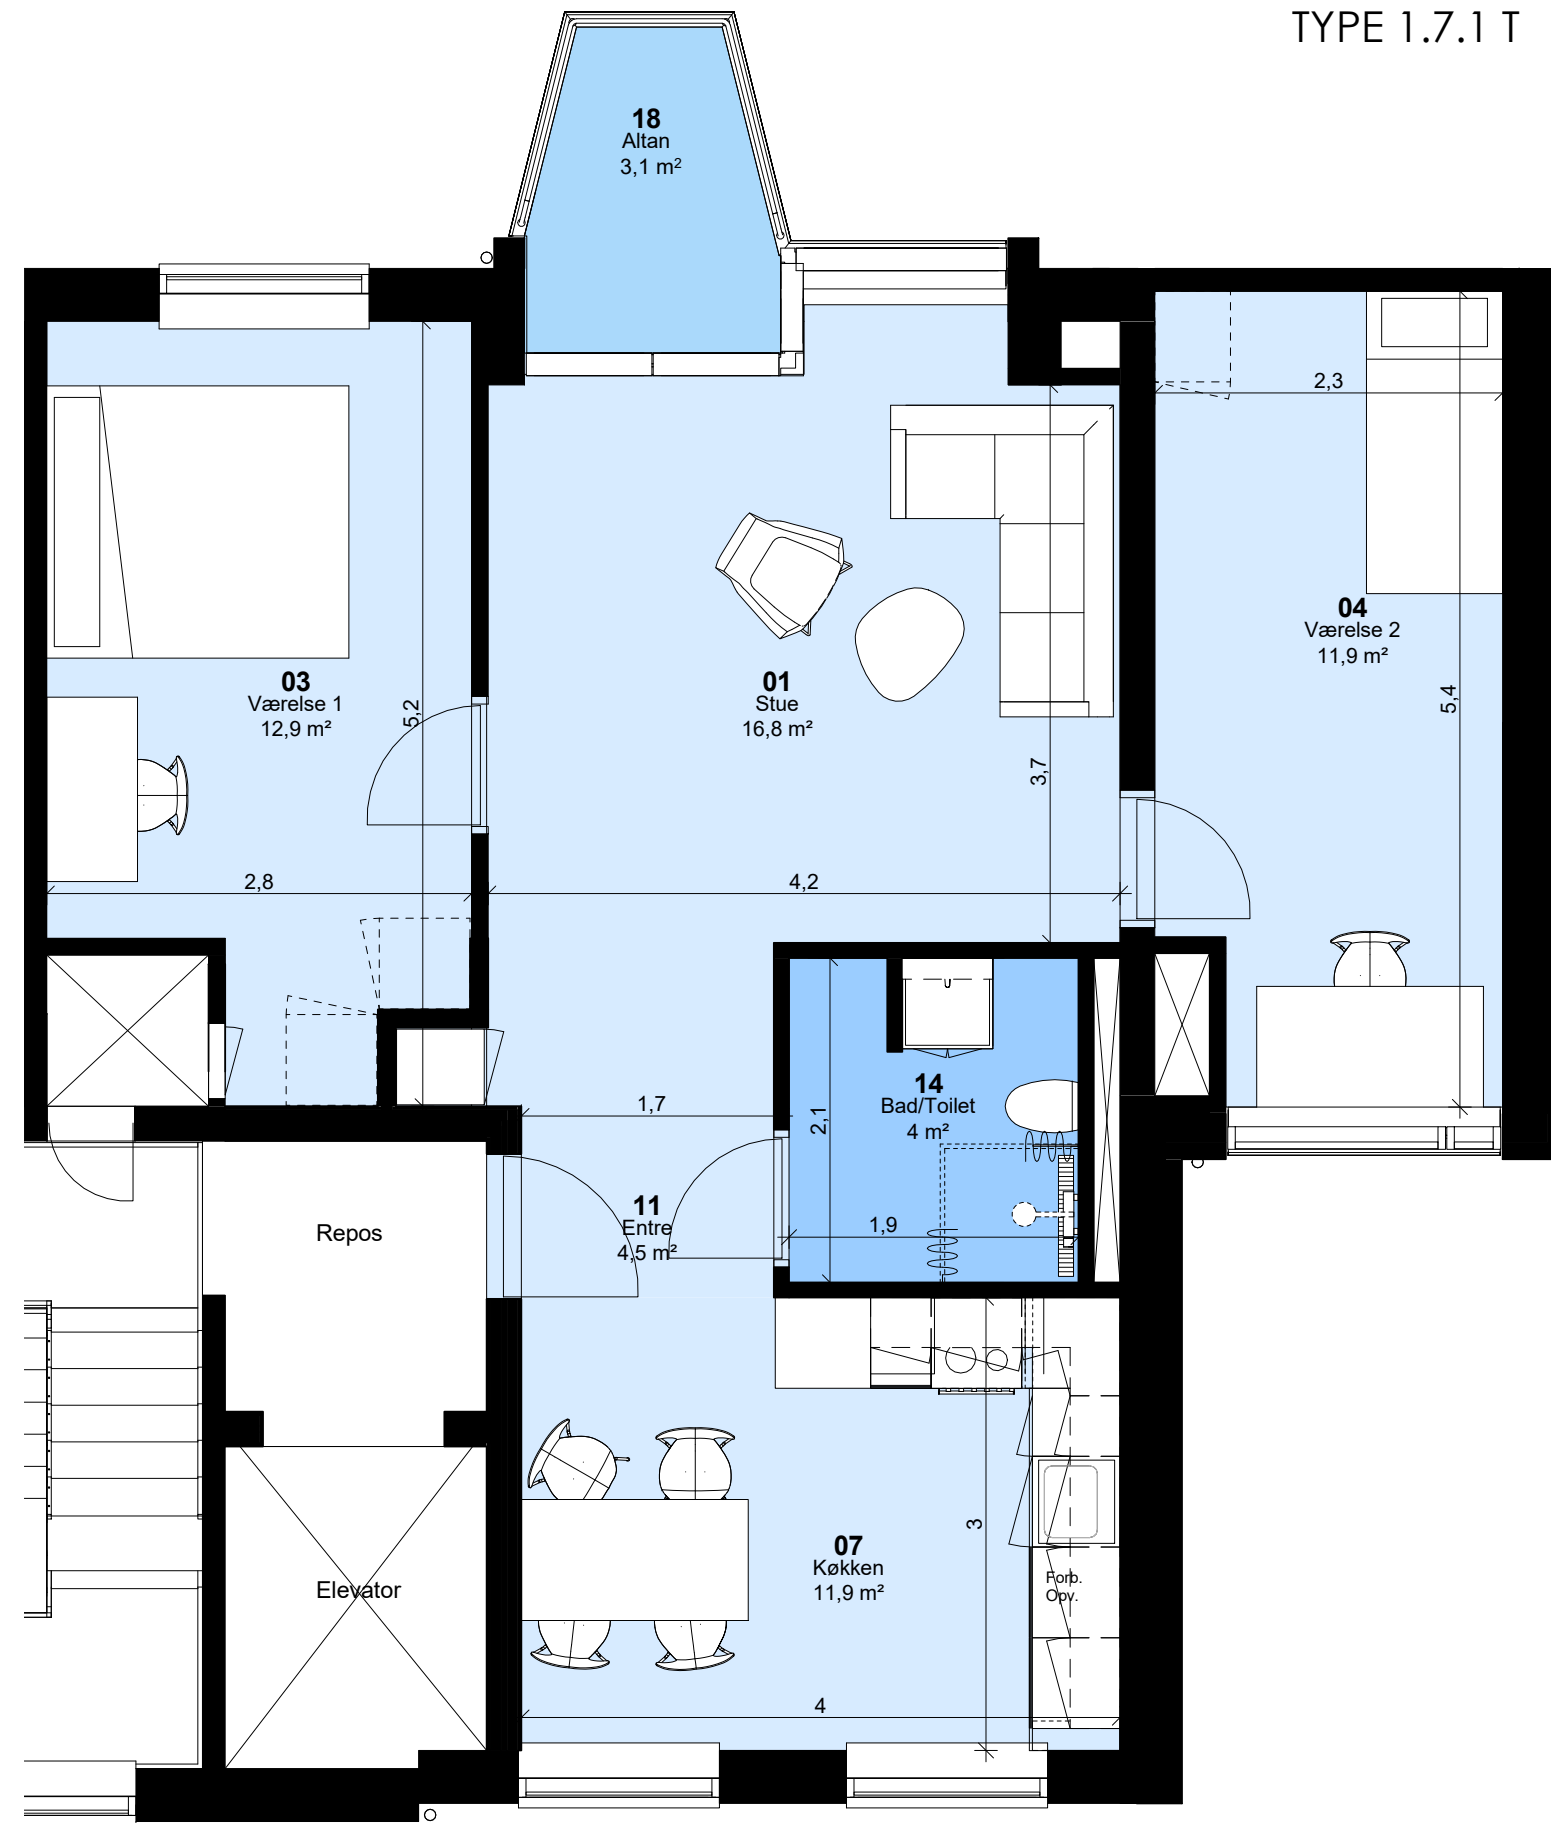 TYPE 1.7.1 T
18
Altan
3,1 m²
2,3
04
Værelse 2
11,9 m²
5,4
03
Værelse 1
12,9 m²
5,2
01
Stue
16,8 m²
3,7
2,8
4,2
14
Bad/Toilet
4 m²
2,1
1,7
1,9
11
Entre
4,5 m²
Repos
Elevator
07
Køkken
11,9 m²
3
Forb.
Opv.
4